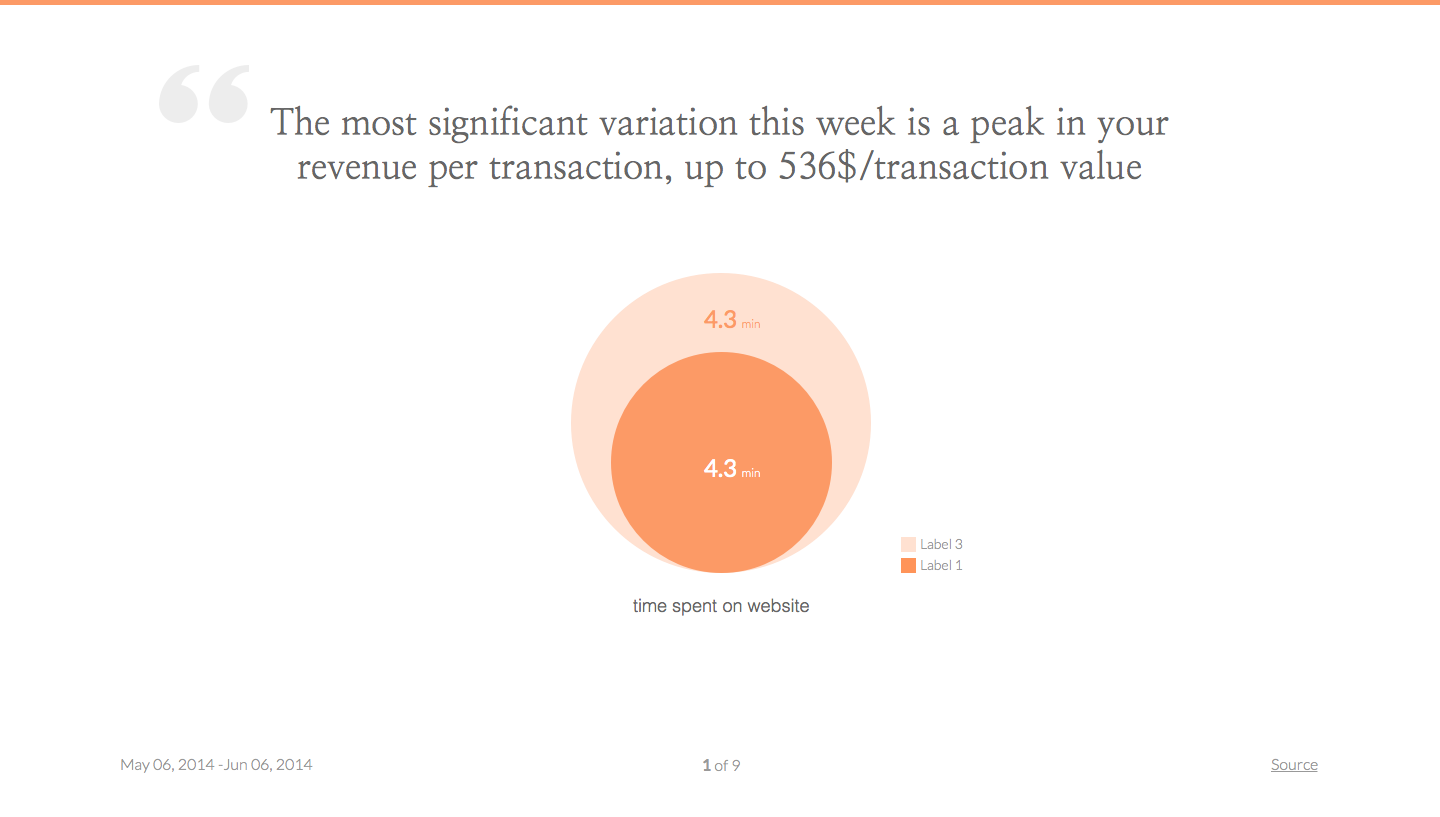 “
The most significant variation this week is a peak in your
revenue per transaction, up to 536$/transaction value
4.3 min
4.3 min
Label 3
Label 1
time spent on website
May 06, 2014 -Jun 06, 2014
1 of 9
Source